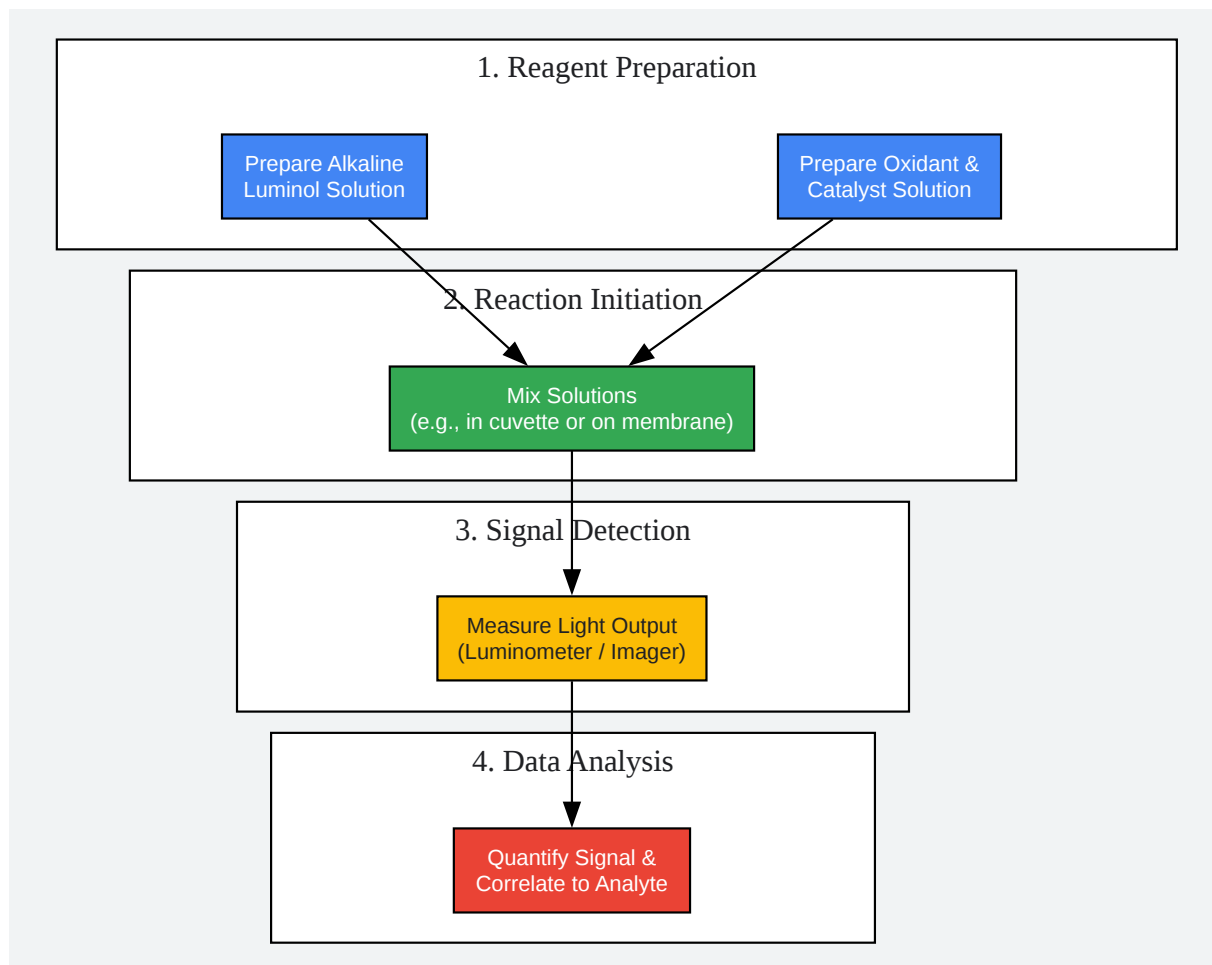 1. Reagent Preparation
Prepare Alkaline
Luminol Solution
Prepare Oxidant &
Catalyst Solution
2. Reaction Initiation
Mix Solutions
(e.g., in cuvette or on membrane)
3. Signal Detection
Measure Light Output
(Luminometer / Imager)
4. Data Analysis
Quantify Signal &
Correlate to Analyte